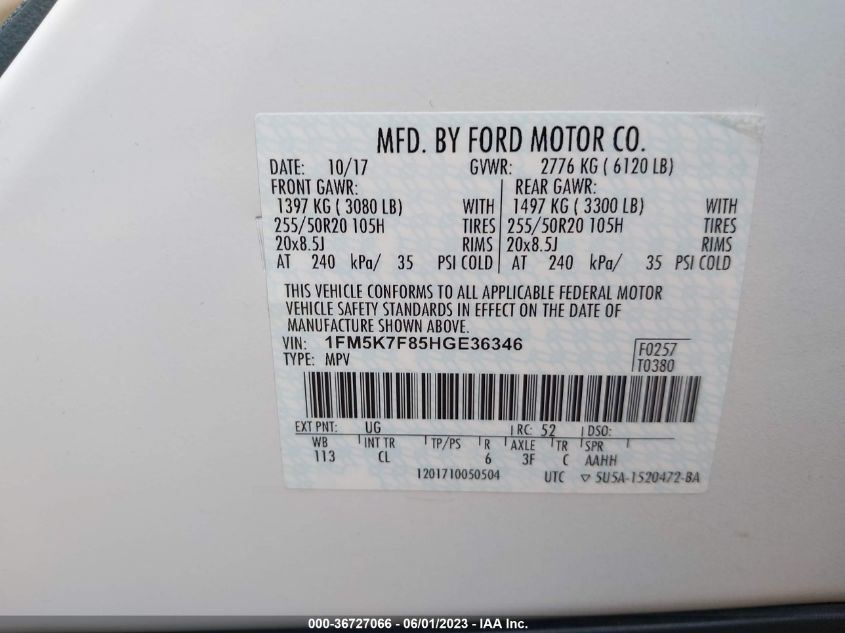 MFD. BY FORD MOTOR CO.
DATE: 10/17 GVWR: 2776 KG ( 6120 LB)
FRONT GAWR: REAR GAWR:
1397 KG ( 3080 LB) WITH 1497 KG ( 3300 LB) WITH
255/50R20 105H TIRES 255/50R20 105H TIRES
20x8.5J RIMS 20x8.5J RIMS
AT 240 kPa/ 35 PSI COLD AT 240 kPa/ 35 PSI COLD
THIS VEHICLE CONFORMS TO ALL APPLICABLE FEDERAL MOTOR
VEHICLE SAFETY STANDARDS IN EFFECT ON THE DATE OF
MANUFACTURE SHOWN ABOVE.
VIN: 1FM5K7F85HGE36346
TYPE: MPV
F0257
T0380
EXT PNT: UG RC: 52 DSO:
WB INT TR TP/PS R AXLE TR SPR
113 CL 6 3F C AAHH
1201710050504 UTC ▽ 5U5A-1520472-BA
000-36727066 - 06/01/2023 - IAA Inc.